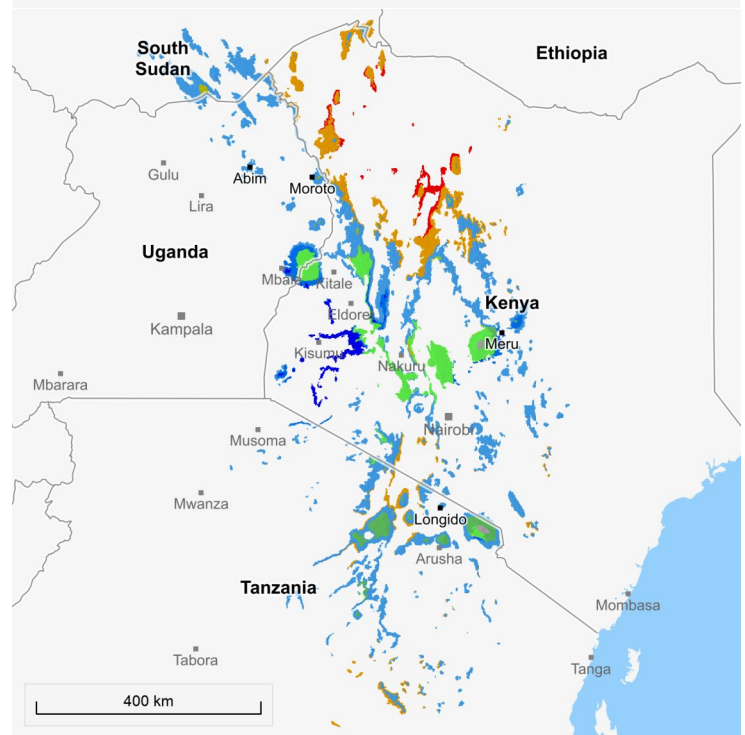 South
Sudan
Ethiopia
Gulu
Abim
Moroto
Lira
Uganda
Mbale
Kitale
Kenya
Eldoret
Kampala
Meru
Kisumu
Nakuru
Mbarara
Nairobi
Musoma
Mwanza
Longido
Arusha
Tanzania
Mombasa
Tabora
Tanga
400 km